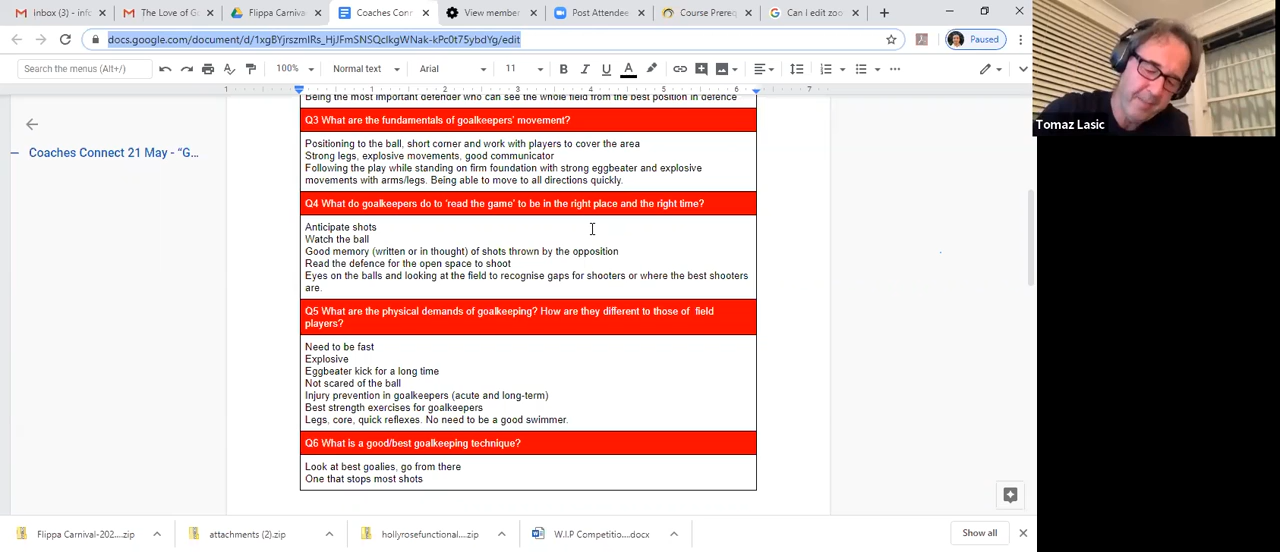 Inbox (3) - info
The Love of G
Flippa Carniva
Coaches Conn
View member
Post Attendee
Course Prereq
Can I edit zoo
docs.google.com/document/d/1xgBYjrszmIRs_HjJFmSNSQclkgWNak-kPc0t75ybdYg/edit
Paused
Search the menus (Alt+/)
100%
Normal text
Arial
11
1 1 2 3 4 5 6 7
Being the most important defender who can see the whole field from the best position in defence
Q3 What are the fundamentals of goalkeepers' movement?
Positioning to the ball, short corner and work with players to cover the area
Strong legs, explosive movements, good communicator
Following the play while standing on firm foundation with strong eggbeater and explosive
movements with arms/legs. Being able to move to all directions quickly.
Q4 What do goalkeepers do to 'read the game' to be in the right place and the right time?
Anticipate shots
Watch the ball
Good memory (written or in thought) of shots thrown by the opposition
Read the defence for the open space to shoot
Eyes on the balls and looking at the field to recognise gaps for shooters or where the best shooters
are.
Q5 What are the physical demands of goalkeeping? How are they different to those of field
players?
Need to be fast
Explosive
Eggbeater kick for a long time
Not scared of the ball
Injury prevention in goalkeepers (acute and long-term)
Best strength exercises for goalkeepers
Legs, core, quick reflexes. No need to be a good swimmer.
Q6 What is a good/best goalkeeping technique?
Look at best goalies, go from there
One that stops most shots
Coaches Connect 21 May - "G...
Tomaz Lasic
Flippa Carnival-202....zip
attachments (2).zip
hollyrosefunctional....zip
W.I.P Competitio....docx
Show all